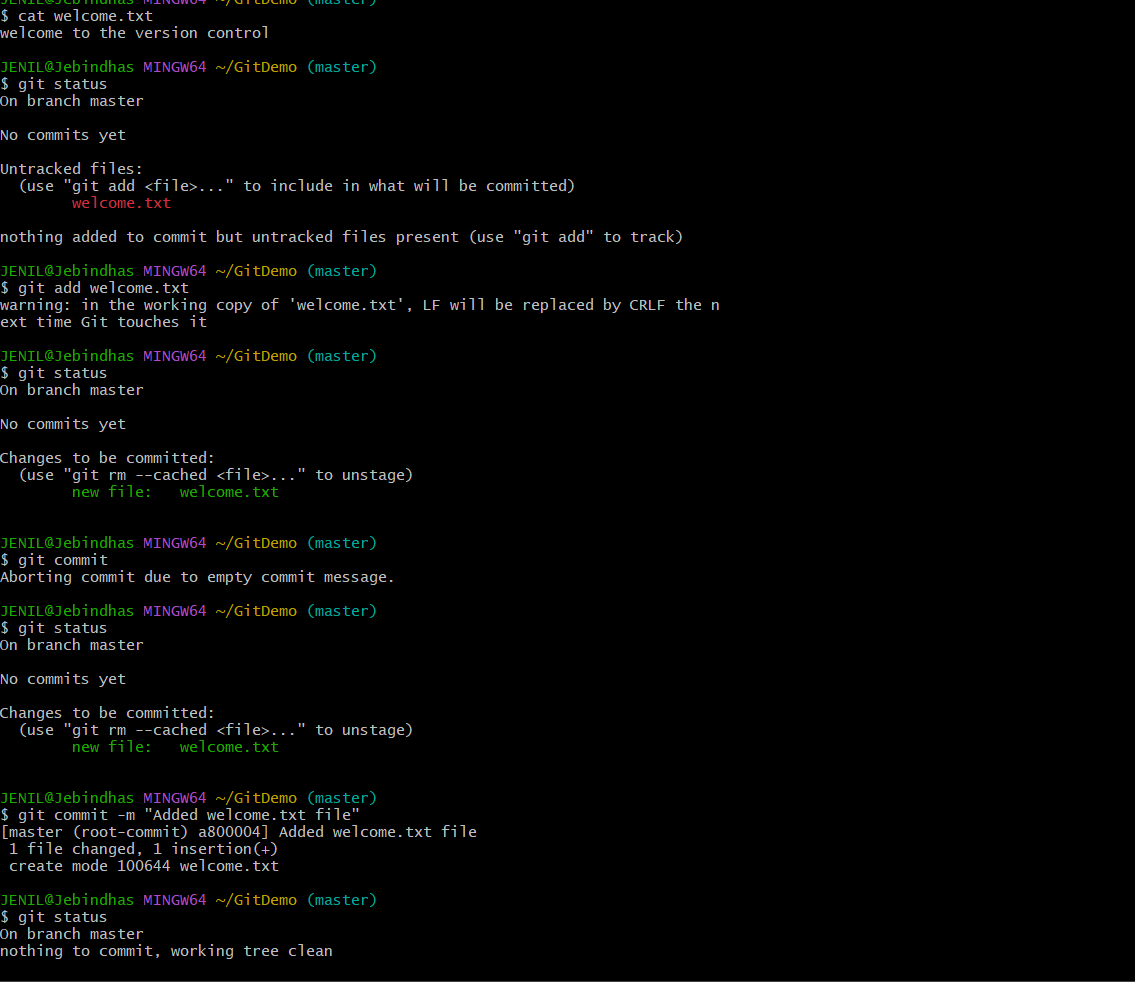 JENIL@Jebindhas MINGW64 ~/GitDemo (master)
$ cat welcome.txt
welcome to the version control

JENIL@Jebindhas MINGW64 ~/GitDemo (master)
$ git status
On branch master

No commits yet

Untracked files:
  (use "git add <file>..." to include in what will be committed)
        welcome.txt

nothing added to commit but untracked files present (use "git add" to track)

JENIL@Jebindhas MINGW64 ~/GitDemo (master)
$ git add welcome.txt
warning: in the working copy of 'welcome.txt', LF will be replaced by CRLF the n
ext time Git touches it

JENIL@Jebindhas MINGW64 ~/GitDemo (master)
$ git status
On branch master

No commits yet

Changes to be committed:
  (use "git rm --cached <file>..." to unstage)
        new file:   welcome.txt


JENIL@Jebindhas MINGW64 ~/GitDemo (master)
$ git commit
Aborting commit due to empty commit message.

JENIL@Jebindhas MINGW64 ~/GitDemo (master)
$ git status
On branch master

No commits yet

Changes to be committed:
  (use "git rm --cached <file>..." to unstage)
        new file:   welcome.txt


JENIL@Jebindhas MINGW64 ~/GitDemo (master)
$ git commit -m "Added welcome.txt file"
[master (root-commit) a800004] Added welcome.txt file
 1 file changed, 1 insertion(+)
 create mode 100644 welcome.txt

JENIL@Jebindhas MINGW64 ~/GitDemo (master)
$ git status
On branch master
nothing to commit, working tree clean